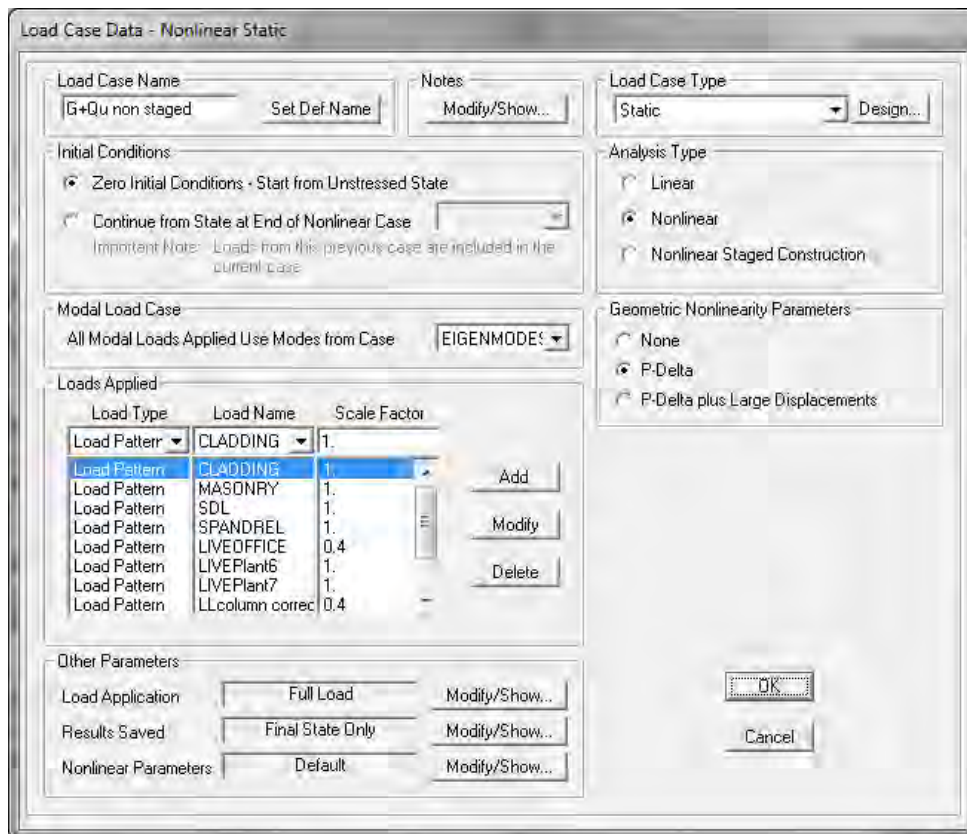 Load Case Data - Nonlinear Static
Load Case Name
G+Qu non staged
Set Def Name
Notes
Modify/Show...
Load Case Type
Static
Design...
Initial Conditions
Zero Initial Conditions - Start from Unstressed State
Continue from State at End of Nonlinear Case
Important Note: Loads from this previous case are included in the
current case
Analysis Type
Linear
Nonlinear
Nonlinear Staged Construction
Modal Load Case
All Modal Loads Applied Use Modes from Case
EIGENMODES
Geometric Nonlinearity Parameters
None
P-Delta
P-Delta plus Large Displacements
Loads Applied
Load Type Load Name Scale Factor
Load Pattern CLADDING 1.
Load Pattern CLADDING 1.
Load Pattern MASONRY 1.
Load Pattern SDL 1.
Load Pattern SPANDREL 1.
Load Pattern LIVEOFFICE 0.4
Load Pattern LIVEPlant6 1.
Load Pattern LIVEPlant7 1.
Load Pattern LLcolumn correc 0.4
Add
Modify
Delete
Other Parameters
Load Application Full Load Modify/Show...
Results Saved Final State Only Modify/Show...
Nonlinear Parameters Default Modify/Show...
OK
Cancel